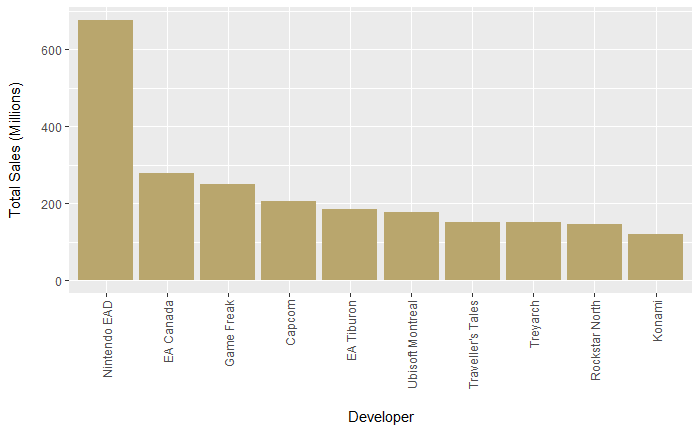 Total Sales (Millions)
600
400
200
0
Nintendo EAD
EA Canada
Game Freak
Capcom
EA Tiburon
Ubisoft Montreal
Traveller's Tales
Treyarch
Rockstar North
Konami
Developer